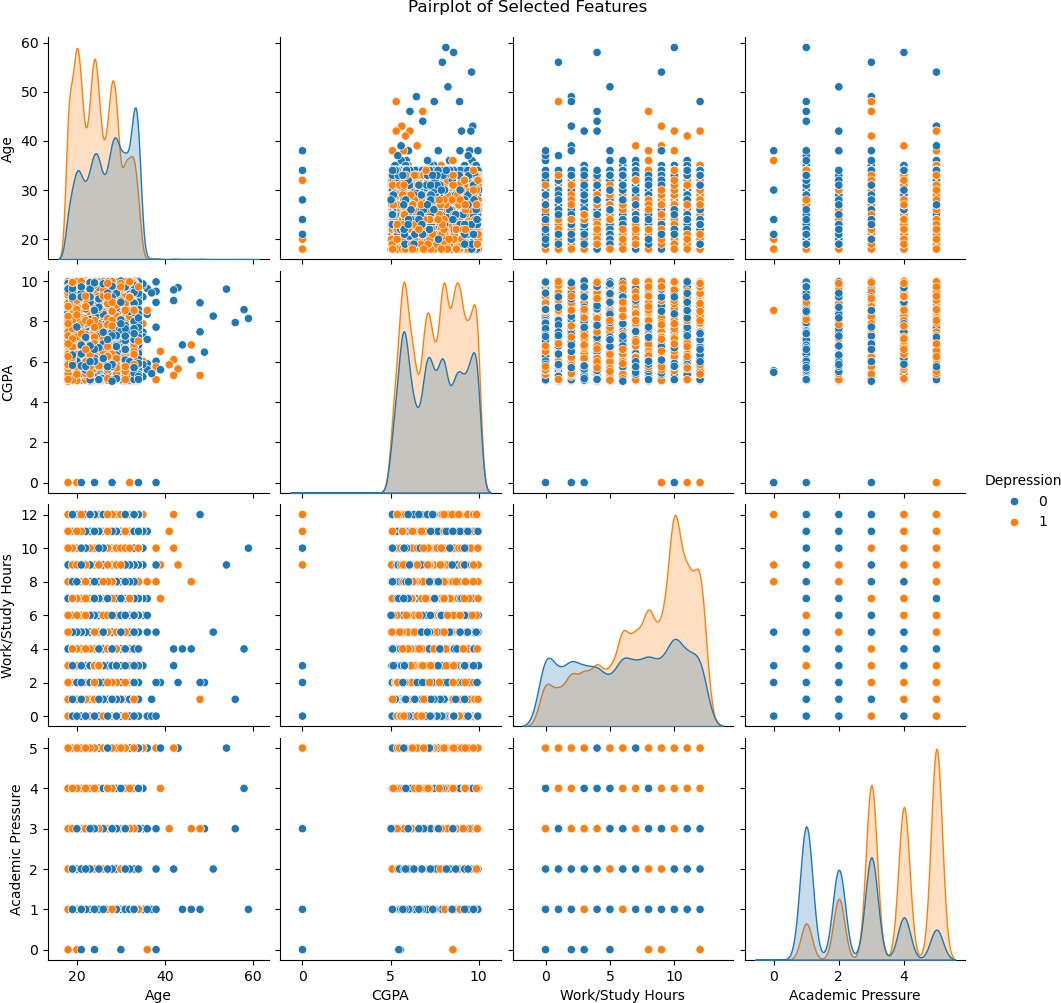 Pairplot of Selected Features
60
50
40
30
20
Age
10
8
6
4
2
0
CGPA
Depression
0
1
12
10
8
6
4
2
0
Work/Study Hours
5
4
3
2
1
0
Academic Pressure
20 40 60
Age
0 5 10
CGPA
0 5 10
Work/Study Hours
0 2 4
Academic Pressure